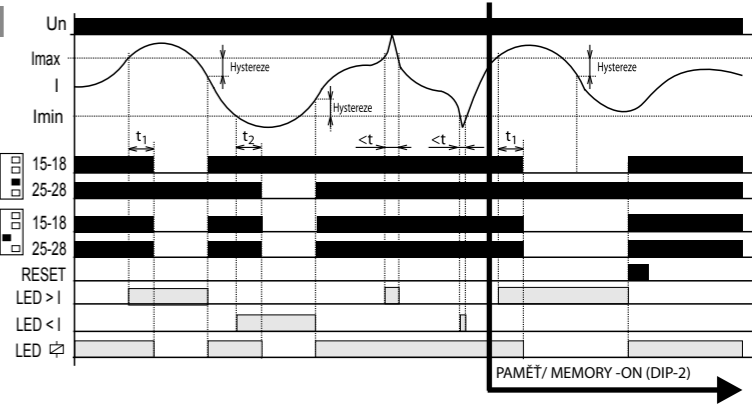 Un
Imax
I
Imin
Hystereze
Hystereze
Hystereze
t1
t2
<t
<t
t1
15-18
25-28
15-18
25-28
RESET
LED > I
LED < I
LED
PAMĚŤ/ MEMORY -ON (DIP-2)